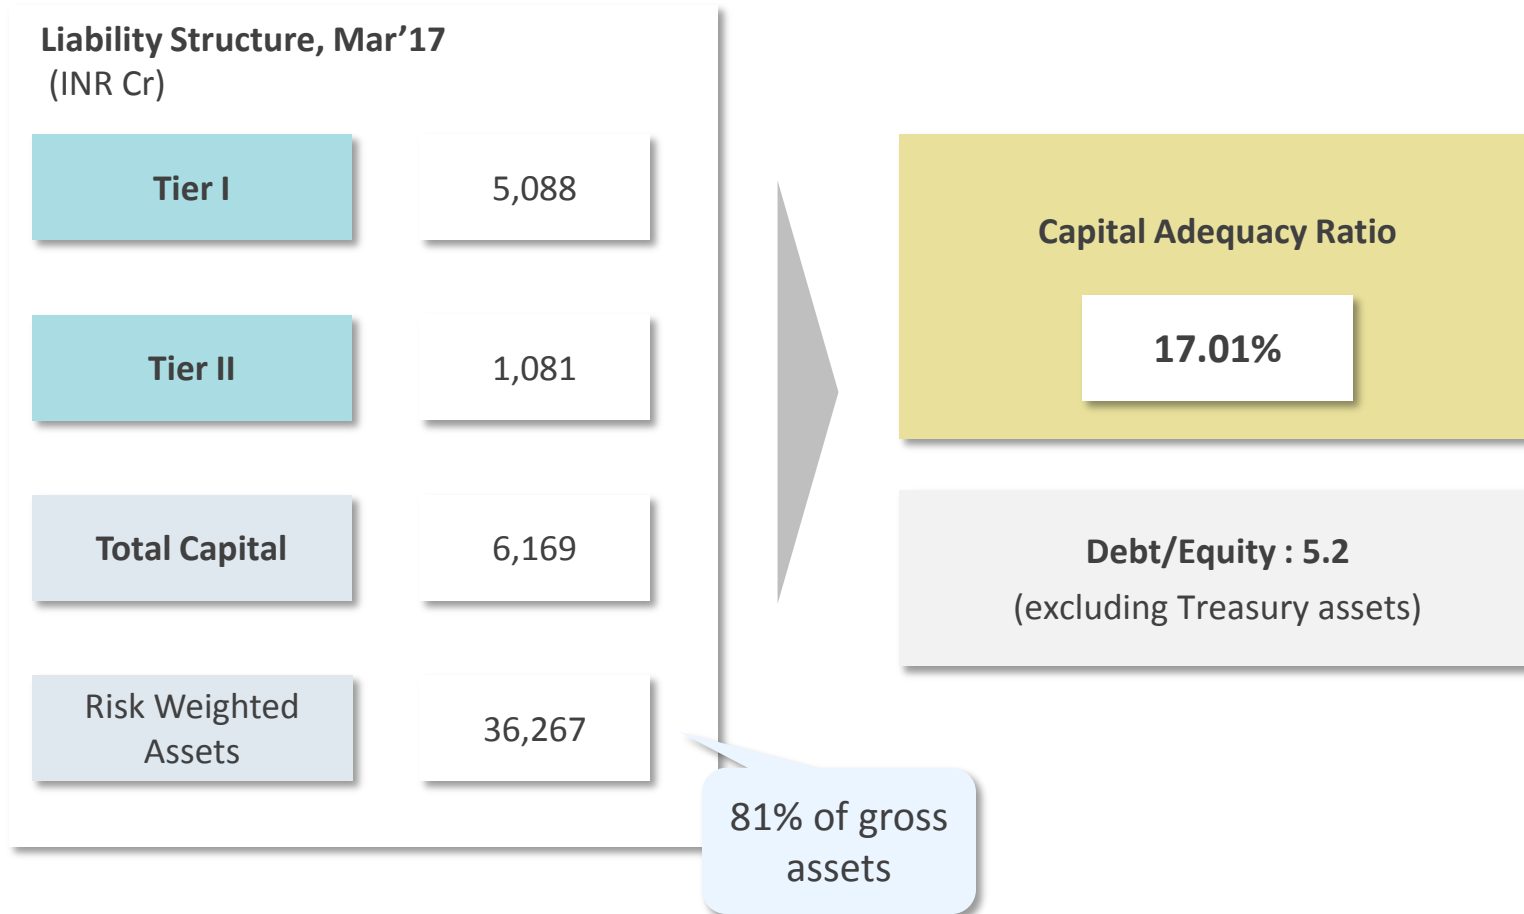 Liability Structure, Mar’17
(INR Cr)
Tier I
5,088
Tier II
1,081
Total Capital
6,169
Risk Weighted
Assets
36,267
81% of gross
assets
Capital Adequacy Ratio
17.01%
Debt/Equity : 5.2
(excluding Treasury assets)